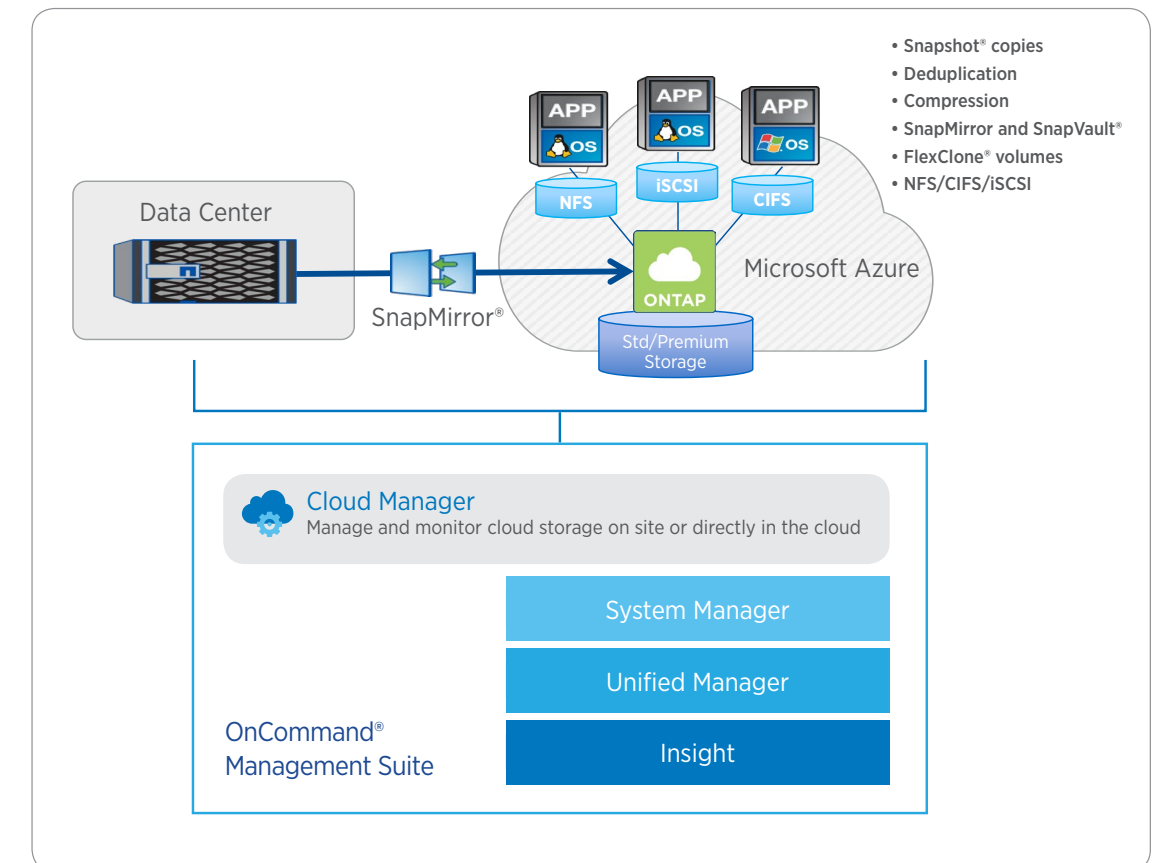 • Snapshot® copies
• Deduplication
• Compression
• SnapMirror and SnapVault®
• FlexClone® volumes
• NFS/CIFS/iSCSI
APP
OS
APP
OS
APP
OS
NFS
iSCSI
CIFS
Data Center
SnapMirror®
Microsoft Azure
ONTAP
Std/Premium
Storage
Cloud Manager
Manage and monitor cloud storage on site or directly in the cloud
System Manager
Unified Manager
Insight
OnCommand®
Management Suite